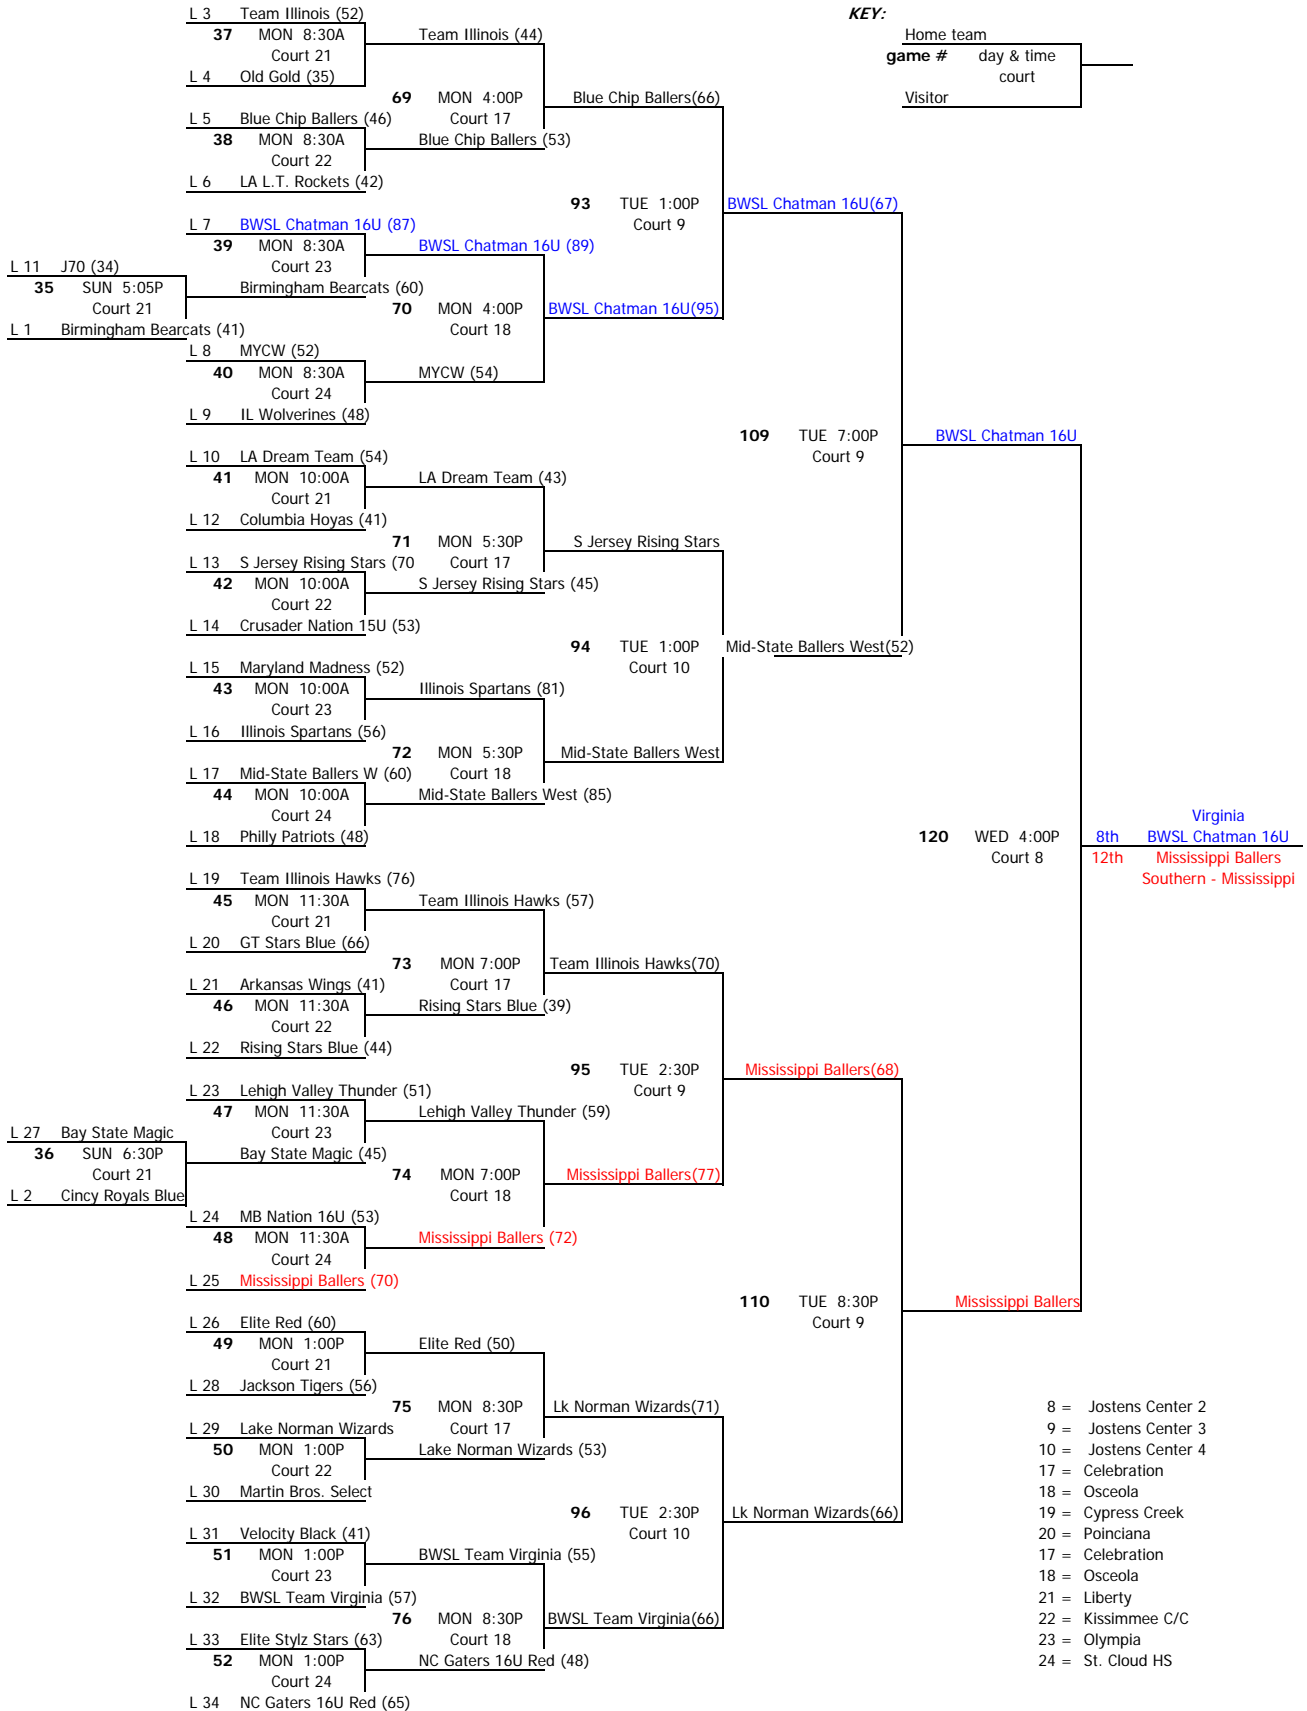 L 3 Team Illinois (52)
KEY:
37 MON 8:30A
Team Illinois (44)
Home team
Court 21
game # day & time
L 4 Old Gold (35)
court
69 MON 4:00P
Blue Chip Ballers(66)
Visitor
L 5 Blue Chip Ballers (46)
Court 17
38 MON 8:30A
Blue Chip Ballers (53)
Court 22
L 6 LA L.T. Rockets (42)
93 TUE 1:00P
BWSL Chatman 16U(67)
L 7 BWSL Chatman 16U (87)
Court 9
39 MON 8:30A
BWSL Chatman 16U (89)
L 11 J70 (34)
Court 23
35 SUN 5:05P
Birmingham Bearcats (60)
Court 21
70 MON 4:00P
BWSL Chatman 16U(95)
L 1 Birmingham Bearcats (41)
Court 18
L 8 MYCW (52)
40 MON 8:30A
MYCW (54)
Court 24
L 9 IL Wolverines (48)
109 TUE 7:00P
BWSL Chatman 16U
L 10 LA Dream Team (54)
Court 9
41 MON 10:00A
LA Dream Team (43)
Court 21
L 12 Columbia Hoyas (41)
71 MON 5:30P
S Jersey Rising Stars
L 13 S Jersey Rising Stars (70
Court 17
42 MON 10:00A
S Jersey Rising Stars (45)
Court 22
L 14 Crusader Nation 15U (53)
94 TUE 1:00P
Mid-State Ballers West(52)
L 15 Maryland Madness (52)
Court 10
43 MON 10:00A
Illinois Spartans (81)
Court 23
L 16 Illinois Spartans (56)
72 MON 5:30P
Mid-State Ballers West
L 17 Mid-State Ballers W (60)
Court 18
44 MON 10:00A
Mid-State Ballers West (85)
Court 24
Virginia
L 18 Philly Patriots (48)
120 WED 4:00P
8th BWSL Chatman 16U
Court 8
12th Mississippi Ballers
L 19 Team Illinois Hawks (76)
Southern - Mississippi
45 MON 11:30A
Team Illinois Hawks (57)
Court 21
L 20 GT Stars Blue (66)
73 MON 7:00P
Team Illinois Hawks(70)
L 21 Arkansas Wings (41)
Court 17
46 MON 11:30A
Rising Stars Blue (39)
Court 22
L 22 Rising Stars Blue (44)
95 TUE 2:30P
Mississippi Ballers(68)
L 23 Lehigh Valley Thunder (51)
Court 9
47 MON 11:30A
Lehigh Valley Thunder (59)
L 27 Bay State Magic
Court 23
36 SUN 6:30P
Bay State Magic (45)
Court 21
74 MON 7:00P
Mississippi Ballers(77)
L 2 Cincy Royals Blue
Court 18
L 24 MB Nation 16U (53)
48 MON 11:30A
Mississippi Ballers (72)
Court 24
L 25 Mississippi Ballers (70)
110 TUE 8:30P
Mississippi Ballers
L 26 Elite Red (60)
Court 9
49 MON 1:00P
Elite Red (50)
Court 21
L 28 Jackson Tigers (56)
75 MON 8:30P
Lk Norman Wizards(71)
8 = Jostens Center 2
L 29 Lake Norman Wizards
Court 17
9 = Jostens Center 3
50 MON 1:00P
Lake Norman Wizards (53)
10 = Jostens Center 4
Court 22
17 = Celebration
L 30 Martin Bros. Select
18 = Osceola
96 TUE 2:30P
Lk Norman Wizards(66)
19 = Cypress Creek
L 31 Velocity Black (41)
Court 10
20 = Poinciana
51 MON 1:00P
BWSL Team Virginia (55)
17 = Celebration
Court 23
18 = Osceola
L 32 BWSL Team Virginia (57)
21 = Liberty
76 MON 8:30P
BWSL Team Virginia(66)
22 = Kissimmee C/C
L 33 Elite Stylz Stars (63)
Court 18
23 = Olympia
52 MON 1:00P
NC Gaters 16U Red (48)
24 = St. Cloud HS
Court 24
L 34 NC Gaters 16U Red (65)